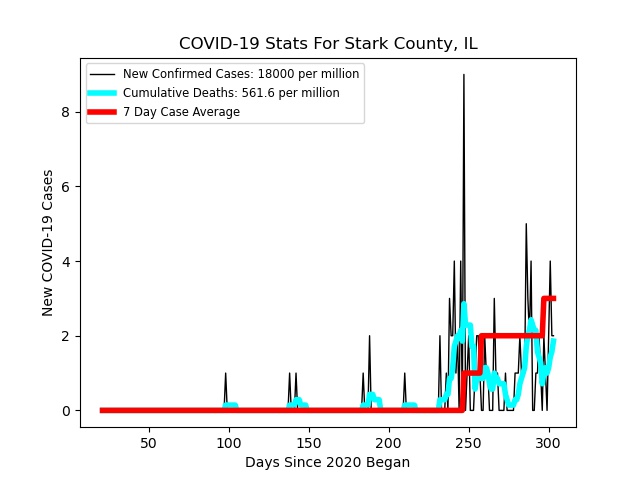 COVID-19 Stats For Stark County, IL
New Confirmed Cases: 18000 per million
Cumulative Deaths: 561.6 per million
7 Day Case Average
New COVID-19 Cases
8
6
4
2
0
50 100 150 200 250 300
Days Since 2020 Began